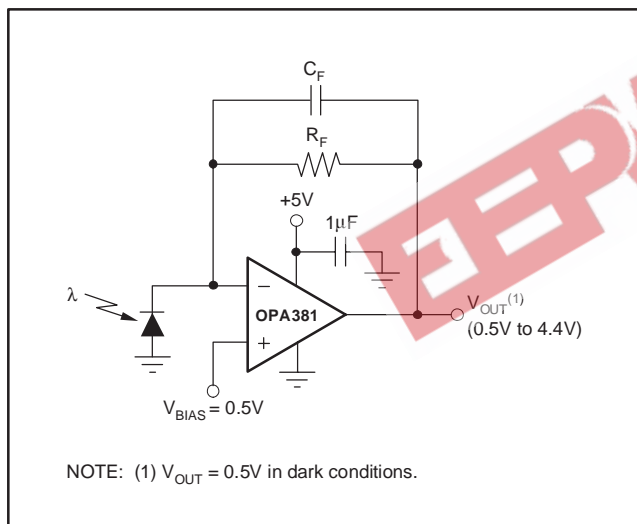 C_F
R_F
+5V
1µF
λ
−
OPA381
+
V_OUT^(1)
(0.5V to 4.4V)
V_BIAS = 0.5V
NOTE: (1) V_OUT = 0.5V in dark conditions.